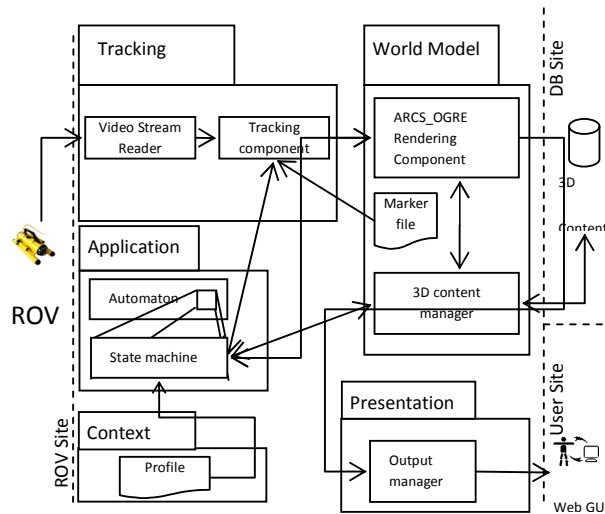 Tracking
World Model
DB Site
Video Stream
Reader
Tracking
component
ARCS_OGRE
Rendering
Component
3D
Content
Marker
file
Application
Automaton
State machine
3D content
manager
ROV
ROV Site
Context
Profile
Presentation
Output
manager
User Site
Web GU